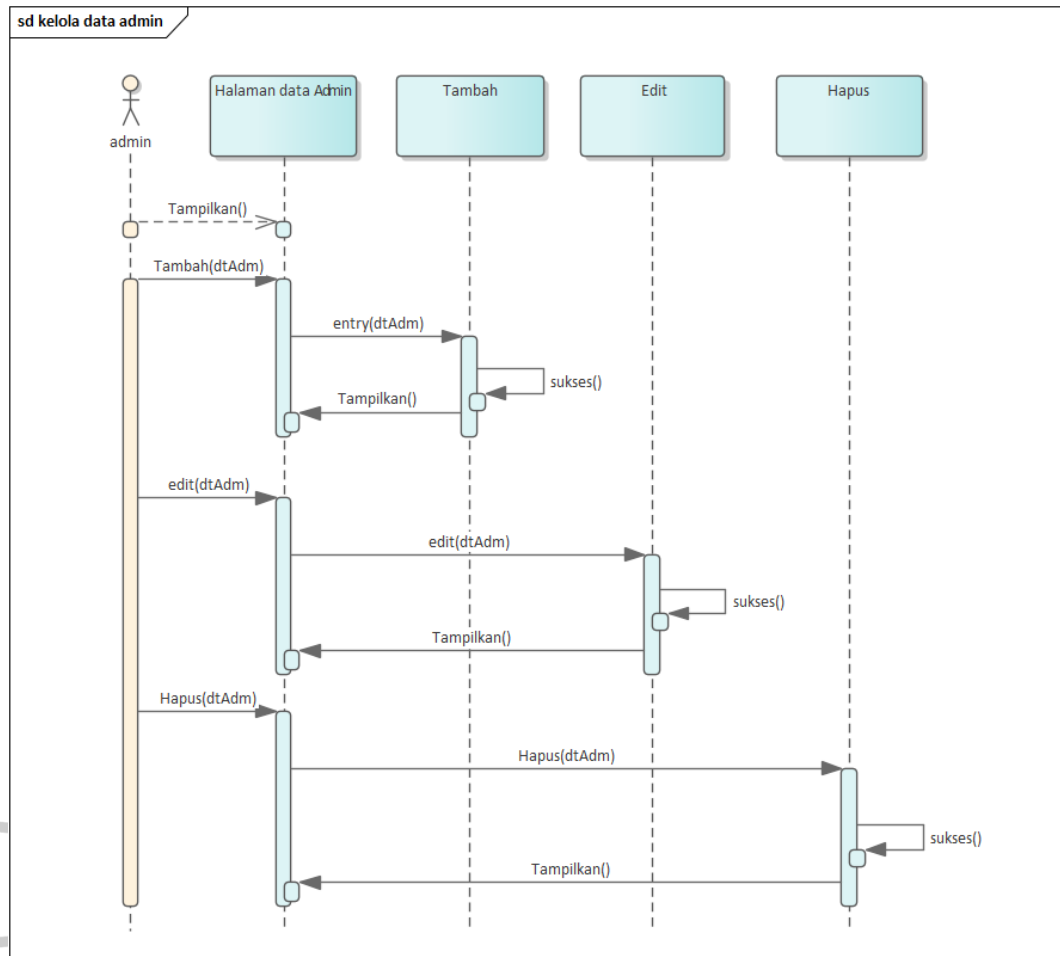 sd kelola data admin
Halaman data Admin
Tambah
Edit
Hapus
admin
Tampilkan()
Tambah(dtAdm)
entry(dtAdm)
sukses()
Tampilkan()
edit(dtAdm)
edit(dtAdm)
sukses()
Tampilkan()
Hapus(dtAdm)
Hapus(dtAdm)
sukses()
Tampilkan()